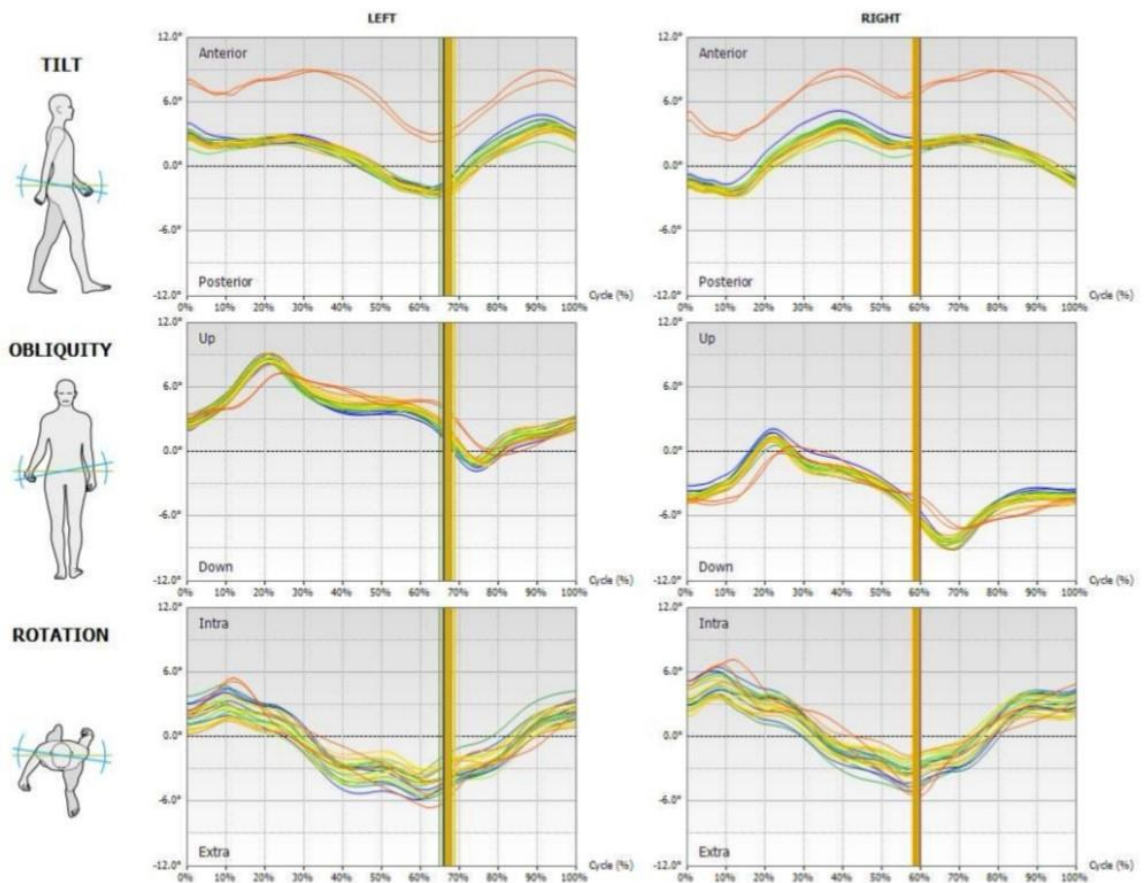 LEFT RIGHT
TILT
12.0° Anterior 12.0° Anterior
6.0° 6.0°
0.0° 0.0°
-6.0° -6.0°
Posterior Posterior
-12.0° Cycle (%) -12.0° Cycle (%)
0% 10% 20% 30% 40% 50% 60% 70% 80% 90% 100% 0% 10% 20% 30% 40% 50% 60% 70% 80% 90% 100%
OBLIQUITY
12.0° Up 12.0° Up
6.0° 6.0°
0.0° 0.0°
-6.0° -6.0°
Down Down
-12.0° Cycle (%) -12.0° Cycle (%)
0% 10% 20% 30% 40% 50% 60% 70% 80% 90% 100% 0% 10% 20% 30% 40% 50% 60% 70% 80% 90% 100%
ROTATION
12.0° Intra 12.0° Intra
6.0° 6.0°
0.0° 0.0°
-6.0° -6.0°
Extra Extra
-12.0° Cycle (%) -12.0° Cycle (%)
0% 10% 20% 30% 40% 50% 60% 70% 80% 90% 100% 0% 10% 20% 30% 40% 50% 60% 70% 80% 90% 100%